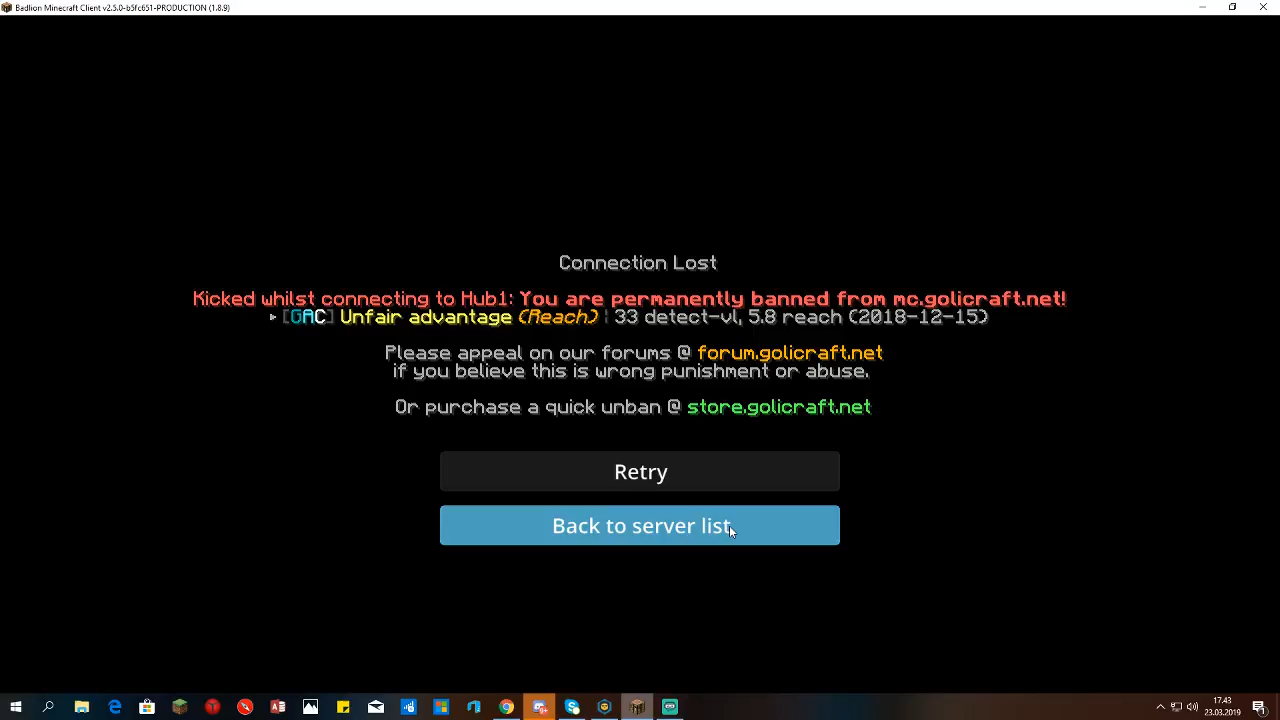 Badlion Minecraft Client v2.5.0-b5fc651-PRODUCTION (1.8.9)
Connection Lost
Kicked whilst connecting to Hub1: You are permanently banned from mc.golicraft.net!
▸ [GAC] Unfair advantage (Reach) | 33 detect-vl, 5.8 reach (2018-12-15)
Please appeal on our forums @ forum.golicraft.net
if you believe this is wrong punishment or abuse.
Or purchase a quick unban @ store.golicraft.net
Retry
Back to server list
17.43
23.03.2019